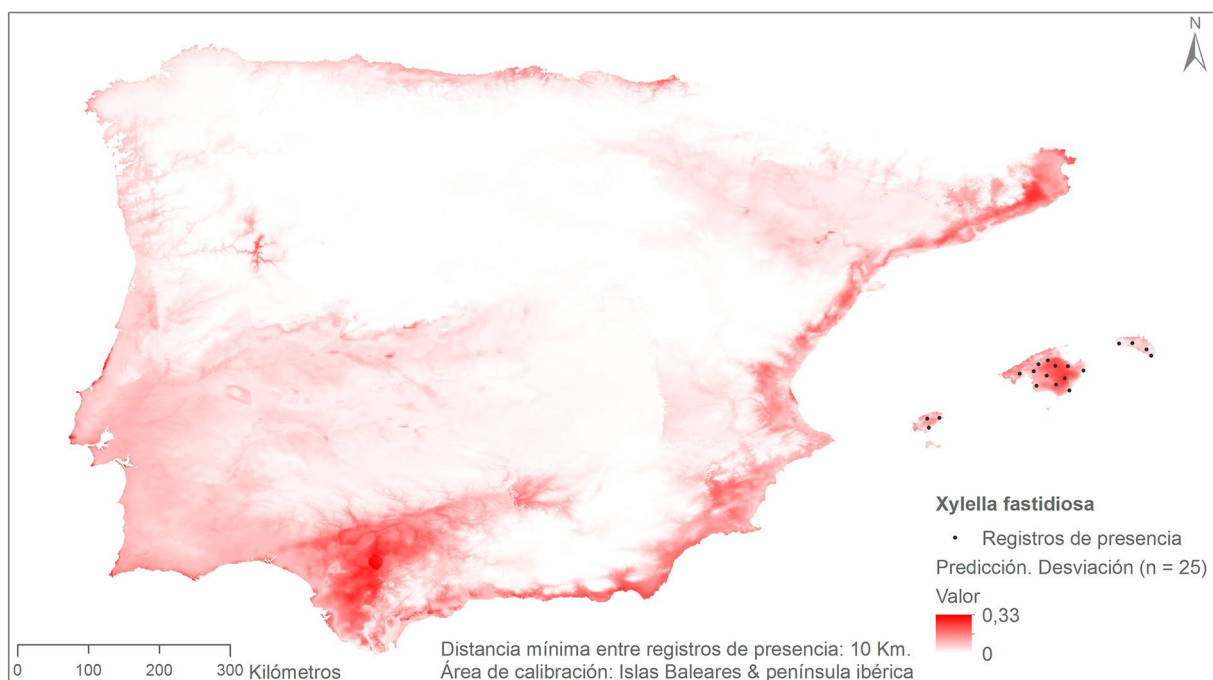 N
Xylella fastidiosa
Registros de presencia
Predicción. Desviación (n = 25)
Valor
0,33
0
0 100 200 300 Kilómetros
Distancia mínima entre registros de presencia: 10 Km.
Área de calibración: Islas Baleares & península ibérica